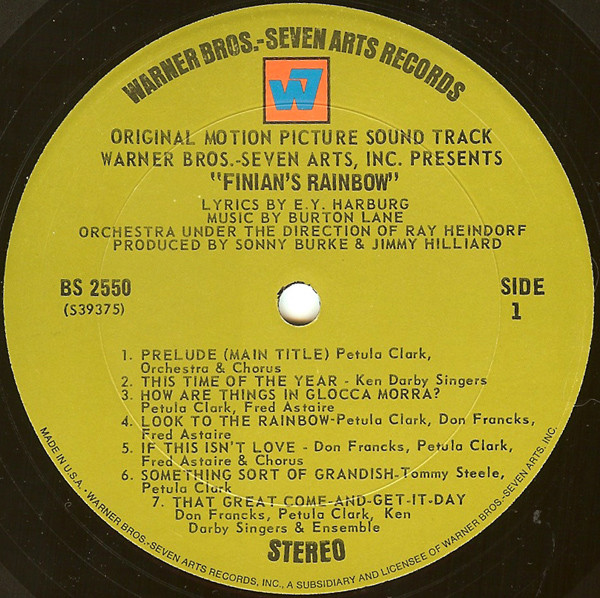 WARNER BROS.-SEVEN ARTS RECORDS
W7
ORIGINAL MOTION PICTURE SOUND TRACK
WARNER BROS.-SEVEN ARTS, INC. PRESENTS
"FINIAN'S RAINBOW"
LYRICS BY E.Y. HARBURG
MUSIC BY BURTON LANE
ORCHESTRA UNDER THE DIRECTION OF RAY HEINDORF
PRODUCED BY SONNY BURKE & JIMMY HILLIARD
BS 2550
(S39375)
SIDE
1
1. PRELUDE (MAIN TITLE) Petula Clark,
Orchestra & Chorus
2. THIS TIME OF THE YEAR - Ken Darby Singers
3. HOW ARE THINGS IN GLOCCA MORRA?
Petula Clark, Fred Astaire
4. LOOK TO THE RAINBOW-Petula Clark, Don Francks,
Fred Astaire
5. IF THIS ISN'T LOVE - Don Francks, Petula Clark,
Fred Astaire & Chorus
6. SOMETHING SORT OF GRANDISH-Tommy Steele,
Petula Clark
7. THAT GREAT COME-AND-GET-IT-DAY
Don Francks, Petula Clark, Ken
Darby Singers & Ensemble
STEREO
MADE IN U.S.A. - WARNER BROS.-SEVEN ARTS RECORDS, INC., A SUBSIDIARY AND LICENSEE OF WARNER BROS.-SEVEN ARTS, INC.